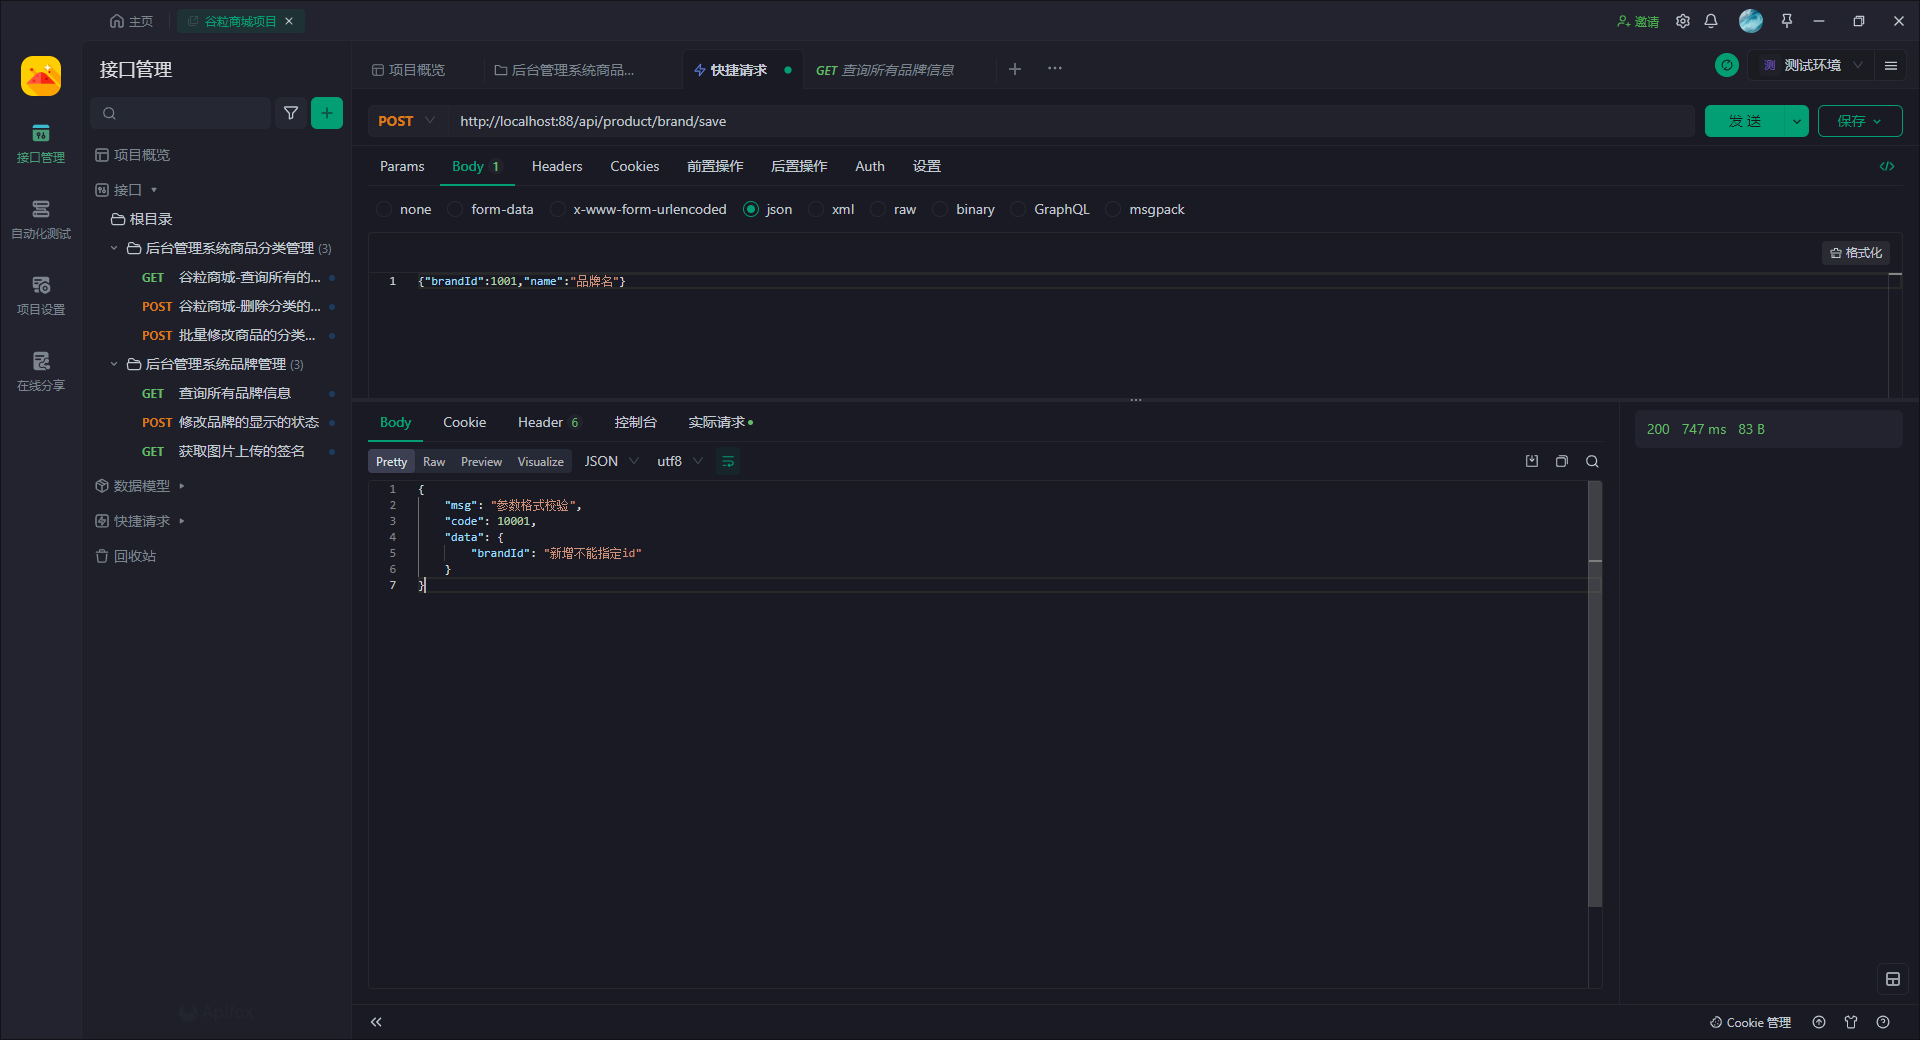 主页
谷粒商城项目
邀请
接口管理
自动化测试
项目设置
在线分享
接口管理
项目概览
接口
根目录
后台管理系统商品分类管理 (3)
GET 谷粒商城-查询所有的...
POST 谷粒商城-删除分类的...
POST 批量修改商品的分类...
后台管理系统品牌管理 (3)
GET 查询所有品牌信息
POST 修改品牌的显示的状态
GET 获取图片上传的签名
数据模型
快捷请求
回收站
Apifox
项目概览
后台管理系统商品...
快捷请求
GET 查询所有品牌信息
测 测试环境
POST http://localhost:88/api/product/brand/save
发 送
保存
Params Body 1 Headers Cookies 前置操作 后置操作 Auth 设置
none form-data x-www-form-urlencoded json xml raw binary GraphQL msgpack
格式化
1 {"brandId":1001,"name":"品牌名"}
Body Cookie Header 6 控制台 实际请求
200 747 ms 83 B
Pretty Raw Preview Visualize JSON utf8
1 {
2 "msg": "参数格式校验",
3 "code": 10001,
4 "data": {
5 "brandId": "新增不能指定id"
6 }
7 }
Cookie 管理